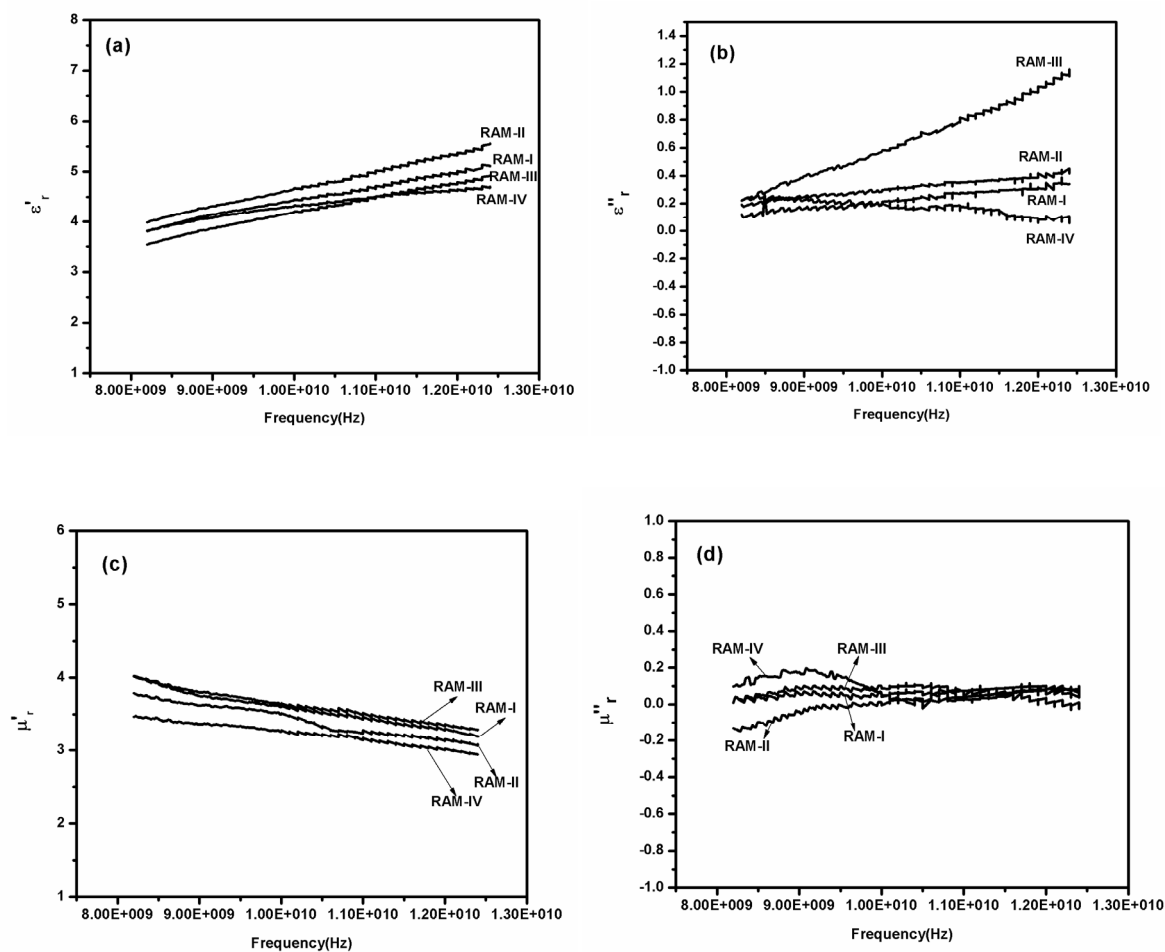 (a)
8
7
6
5
4
3
2
1
ε'r
RAM-II
RAM-I
RAM-III
RAM-IV
8.00E+009 9.00E+009 1.00E+010 1.10E+010 1.20E+010 1.30E+010
Frequency(Hz)
(b)
1.4
1.2
1.0
0.8
0.6
0.4
0.2
0.0
-0.2
-0.4
-0.6
-0.8
-1.0
ε''r
RAM-III
RAM-II
RAM-I
RAM-IV
8.00E+009 9.00E+009 1.00E+010 1.10E+010 1.20E+010 1.30E+010
Frequency(Hz)
(c)
6
5
4
3
2
1
μ'r
RAM-III
RAM-I
RAM-II
RAM-IV
8.00E+009 9.00E+009 1.00E+010 1.10E+010 1.20E+010 1.30E+010
Frequency(Hz)
(d)
1.0
0.8
0.6
0.4
0.2
0.0
-0.2
-0.4
-0.6
-0.8
-1.0
μ''r
RAM-IV
RAM-III
RAM-II
RAM-I
8.00E+009 9.00E+009 1.00E+010 1.10E+010 1.20E+010 1.30E+010
Frequency(Hz)